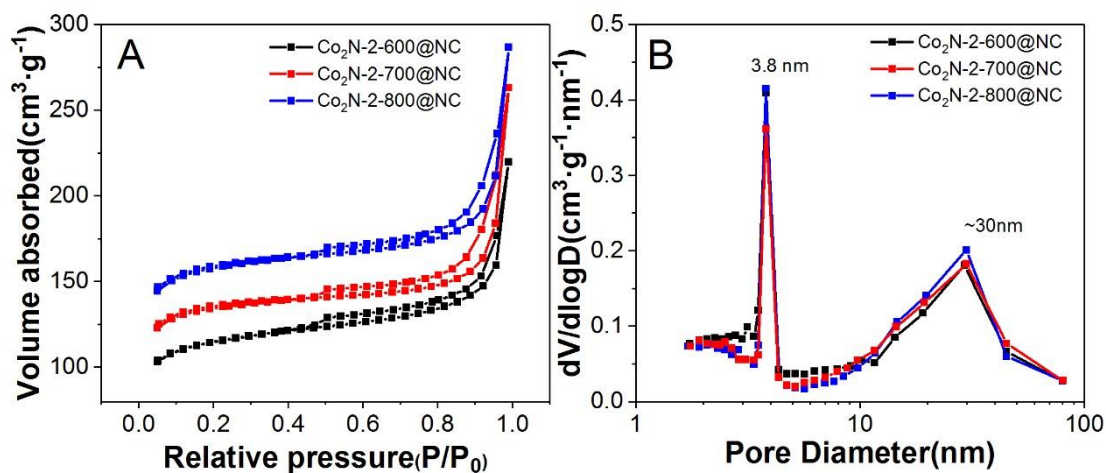 A
Co₂N-2-600@NC
Co₂N-2-700@NC
Co₂N-2-800@NC
300
250
200
150
100
Volume absorbed(cm³·g⁻¹)
0.0 0.2 0.4 0.6 0.8 1.0
Relative pressure(P/P₀)
B
3.8 nm
Co₂N-2-600@NC
Co₂N-2-700@NC
Co₂N-2-800@NC
~30nm
0.5
0.4
0.3
0.2
0.1
0.0
dV/dlogD(cm³·g⁻¹·nm⁻¹)
1 10 100
Pore Diameter(nm)